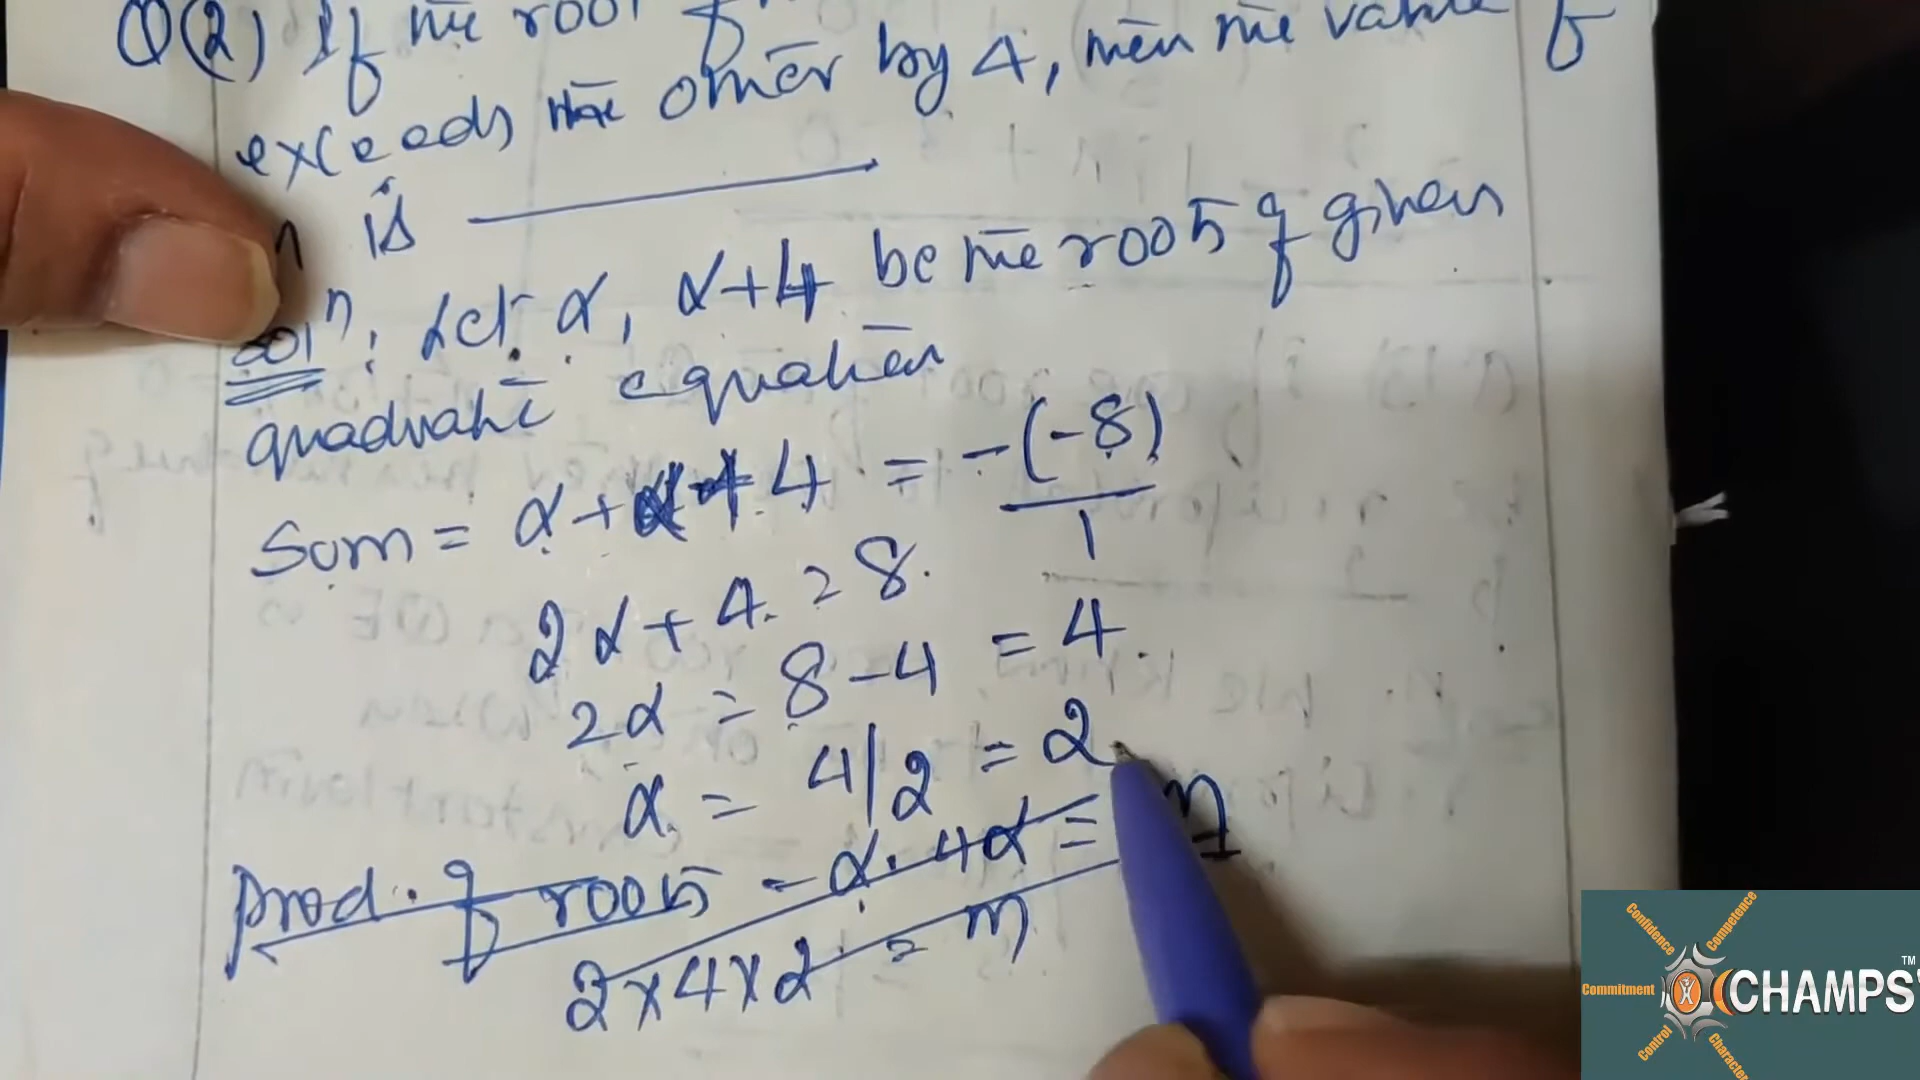 Q(2) If the root of
exceeds the other by 4, then the value of
n is
Soln: Let α, α+4 be the roots of given
quadratic equation
Sum = α + α + 4 = -(-8)
1
2α + 4 = 8.
2α = 8-4 = 4.
α = 4/2 = 2
Prod. of roots = α. 4α = m
2x4x2 = m
Confidence
Competence
Commitment
CHAMPS
TM
Control
Character